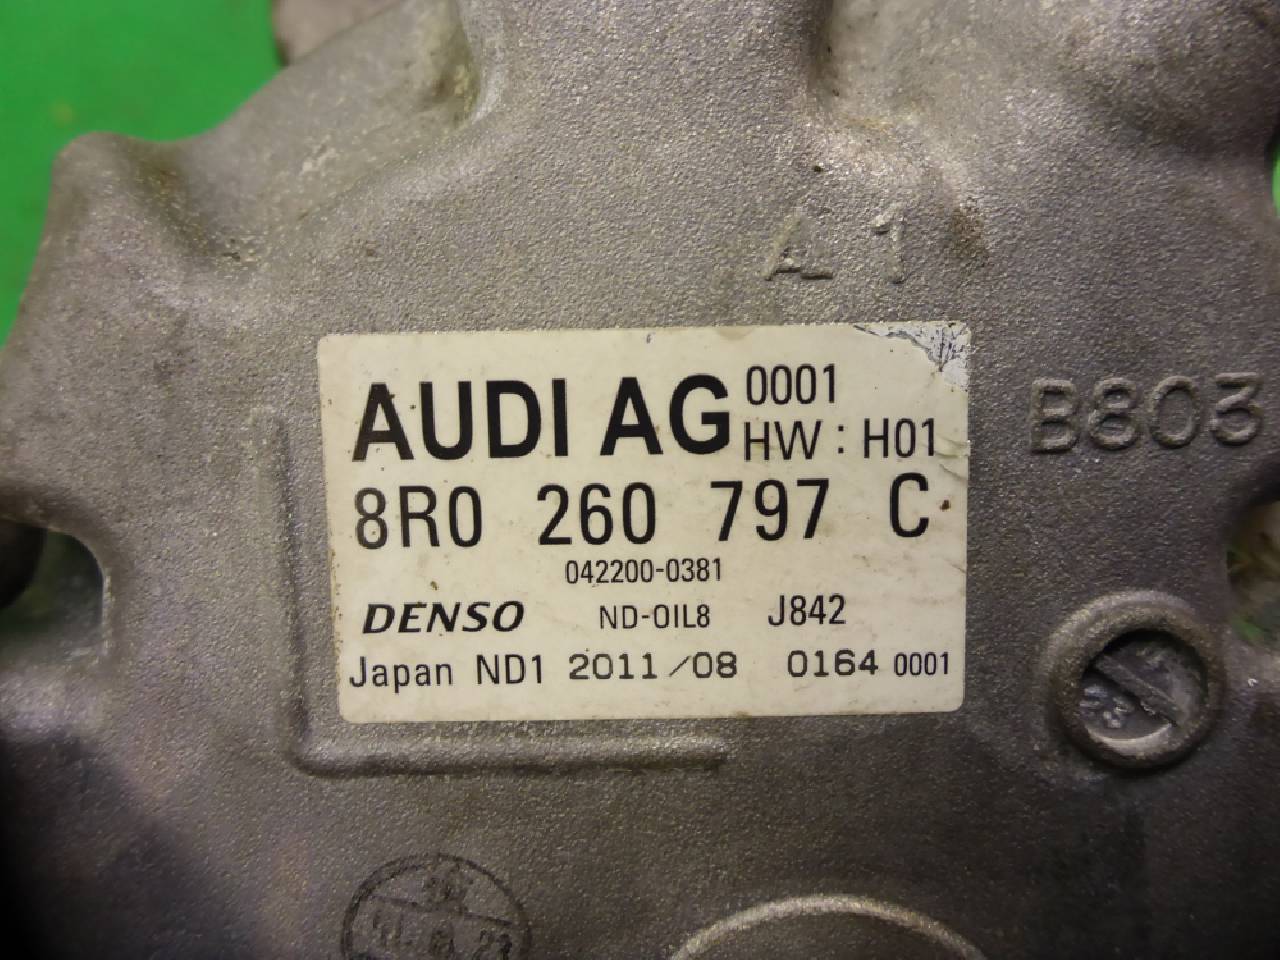 A1
B803
AUDI AG 0001
HW : H01
8R0 260 797 C
042200-0381
DENSO ND-OIL8 J842
Japan ND1 2011/08 0164 0001